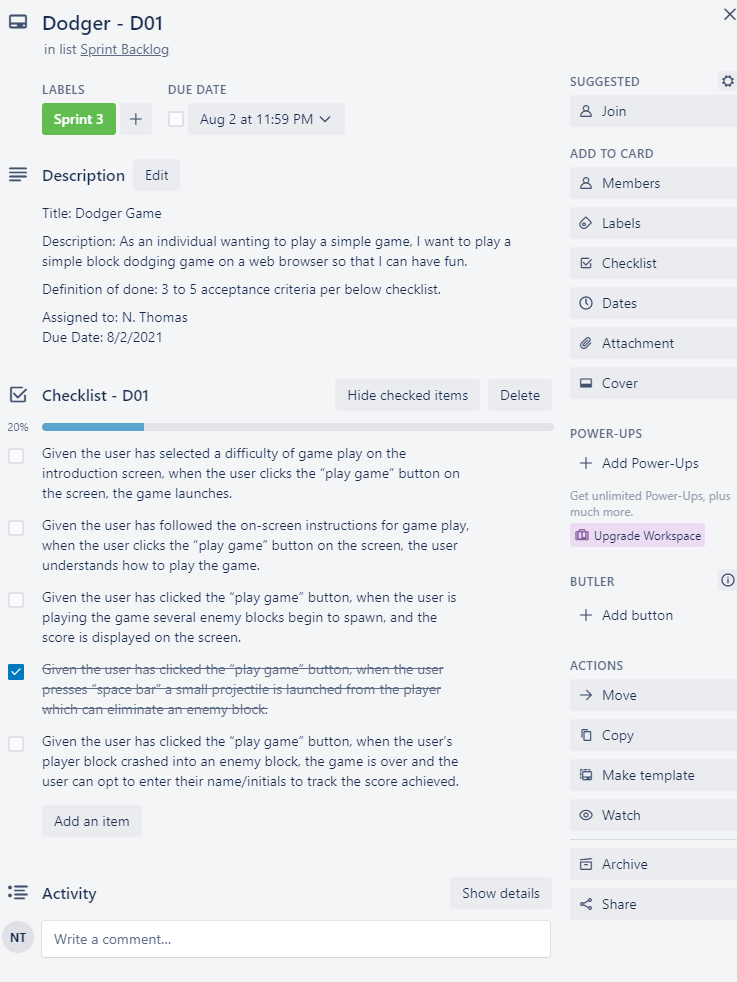 Dodger - D01
in list Sprint Backlog
LABELS
DUE DATE
Sprint 3
Aug 2 at 11:59 PM
Description
Edit
Title: Dodger Game
Description: As an individual wanting to play a simple game, I want to play a
simple block dodging game on a web browser so that I can have fun.
Definition of done: 3 to 5 acceptance criteria per below checklist.
Assigned to: N. Thomas
Due Date: 8/2/2021
Checklist - D01
Hide checked items
Delete
20%
Given the user has selected a difficulty of game play on the
introduction screen, when the user clicks the “play game” button on
the screen, the game launches.
Given the user has followed the on-screen instructions for game play,
when the user clicks the “play game” button on the screen, the user
understands how to play the game.
Given the user has clicked the “play game” button, when the user is
playing the game several enemy blocks begin to spawn, and the
score is displayed on the screen.
Given the user has clicked the “play game” button, when the user
presses “space bar” a small projectile is launched from the player
which can eliminate an enemy block.
Given the user has clicked the “play game” button, when the user’s
player block crashed into an enemy block, the game is over and the
user can opt to enter their name/initials to track the score achieved.
Add an item
Activity
Show details
NT
Write a comment...
SUGGESTED
Join
ADD TO CARD
Members
Labels
Checklist
Dates
Attachment
Cover
POWER-UPS
Add Power-Ups
Get unlimited Power-Ups, plus
much more.
Upgrade Workspace
BUTLER
Add button
ACTIONS
Move
Copy
Make template
Watch
Archive
Share